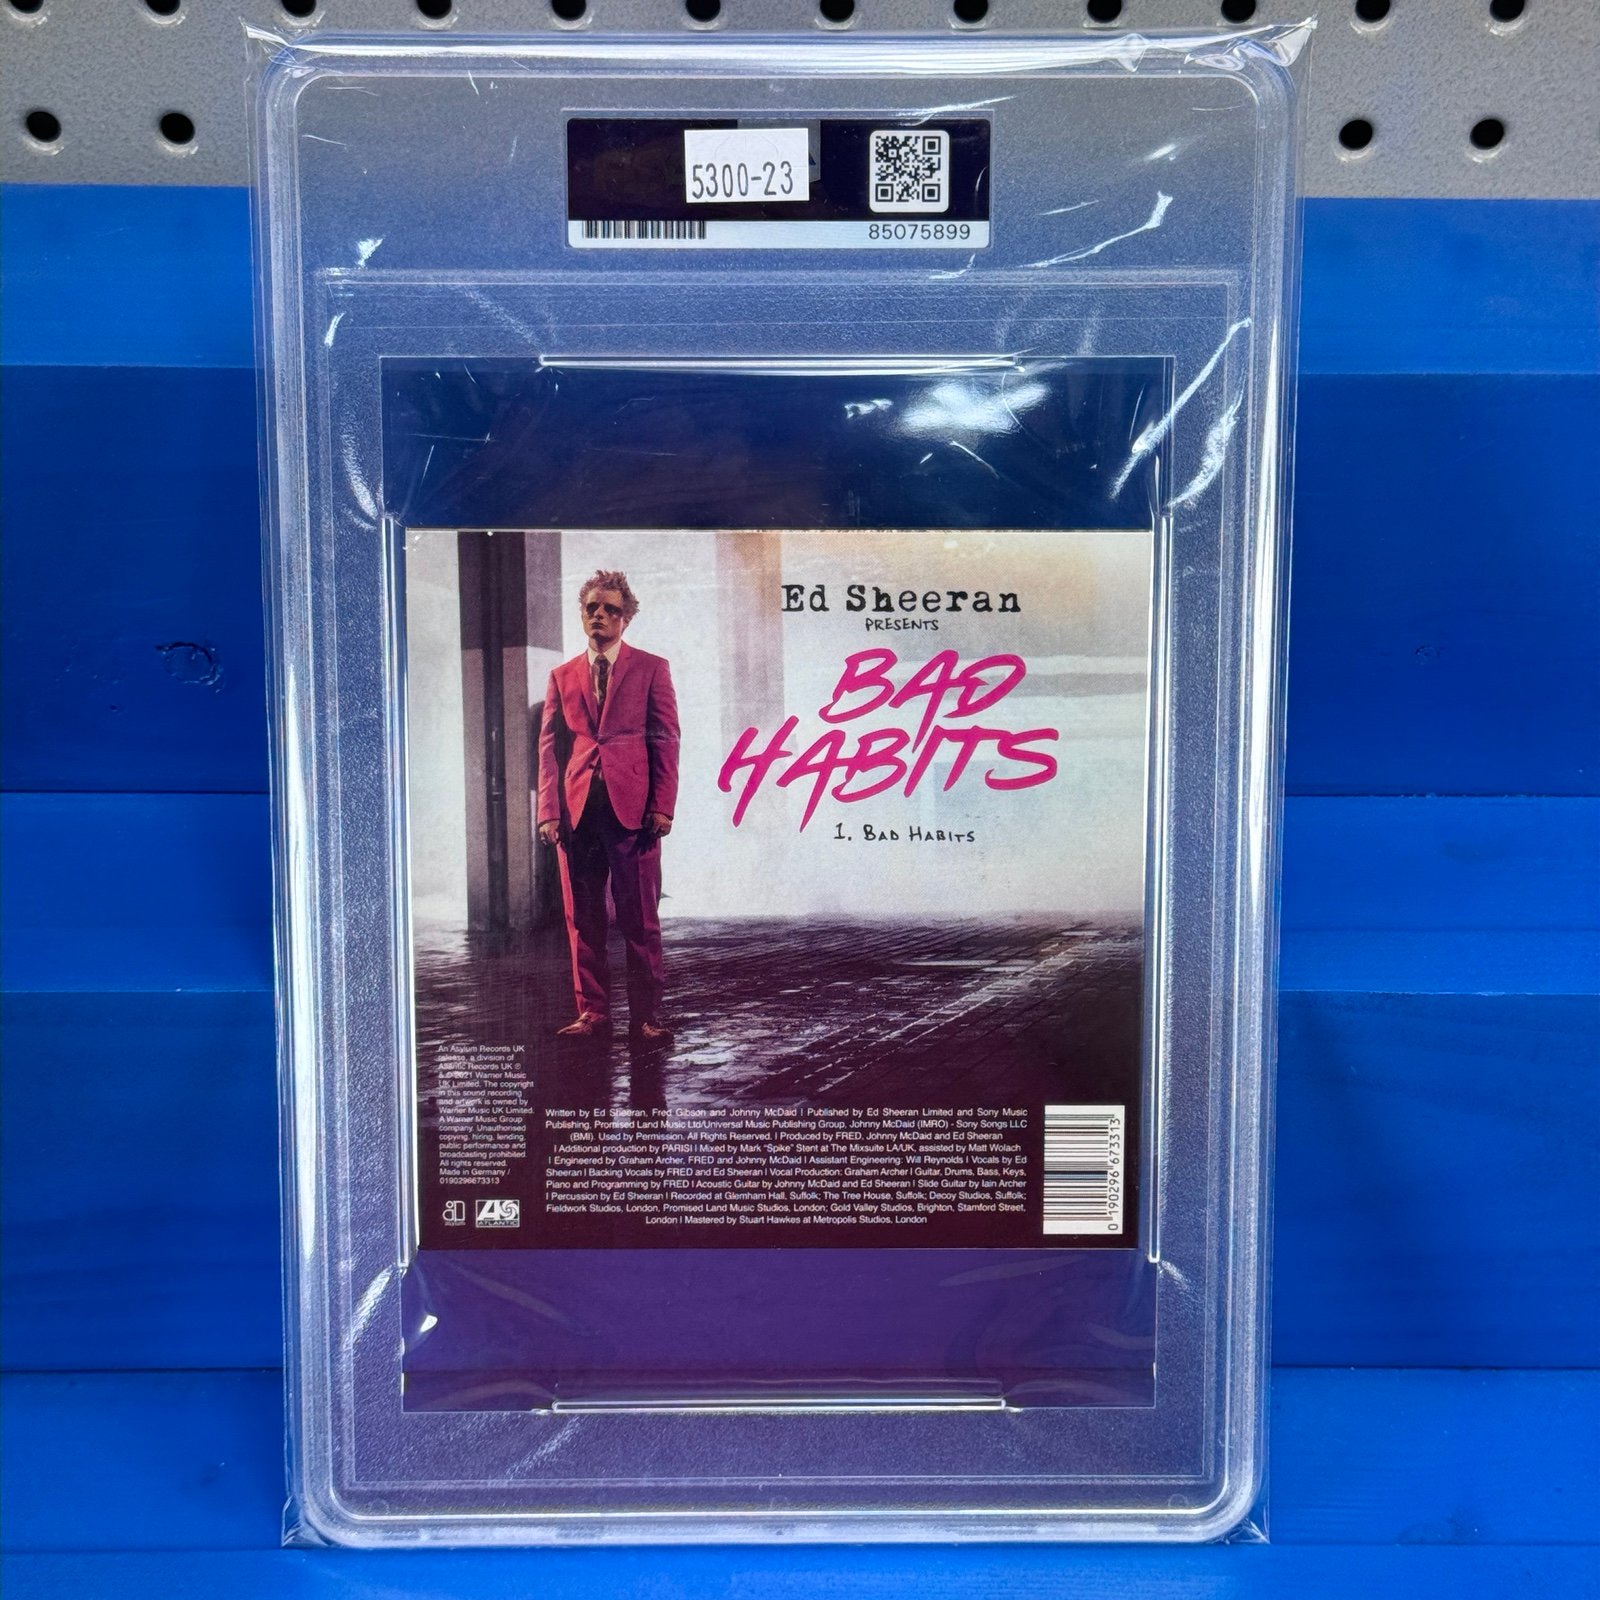 5300-23
85075899
Ed Sheeran
PRESENTS
BAD
HABITS
1. BAD HABITS
An Asylum Records UK
release, a division of
Atlantic Records UK ℗
& © 2021 Warner Music
UK Limited. The copyright
in this sound recording
and artwork is owned by
Warner Music UK Limited.
A Warner Music Group
company. Unauthorised
copying, hiring, lending,
public performance and
broadcasting prohibited.
All rights reserved.
Made in Germany /
0190296673313
asylum
ATLANTIC
Written by Ed Sheeran, Fred Gibson and Johnny McDaid | Published by Ed Sheeran Limited and Sony Music
Publishing, Promised Land Music Ltd/Universal Music Publishing Group, Johnny McDaid (IMRO) - Sony Songs LLC
(BMI). Used by Permission. All Rights Reserved. | Produced by FRED, Johnny McDaid and Ed Sheeran
| Additional production by PARISI | Mixed by Mark "Spike" Stent at The Mixsuite LA/UK, assisted by Matt Wolach
| Engineered by Graham Archer, FRED and Johnny McDaid | Assistant Engineering: Will Reynolds | Vocals by Ed
Sheeran | Backing Vocals by FRED and Ed Sheeran | Vocal Production: Graham Archer | Guitar, Drums, Bass, Keys,
Piano and Programming by FRED | Acoustic Guitar by Johnny McDaid and Ed Sheeran | Slide Guitar by Iain Archer
| Percussion by Ed Sheeran | Recorded at Glemham Hall, Suffolk; The Tree House, Suffolk; Decoy Studios, Suffolk;
Fieldwork Studios, London, Promised Land Music Studios, London; Gold Valley Studios, Brighton, Stamford Street,
London | Mastered by Stuart Hawkes at Metropolis Studios, London
0 190296 673313